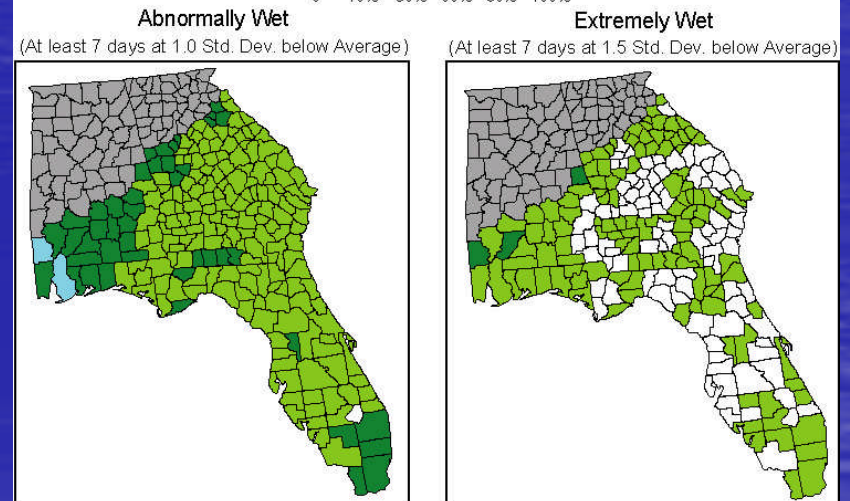 Abnormally Wet
(At least 7 days at 1.0 Std. Dev. below Average)
Extremely Wet
(At least 7 days at 1.5 Std. Dev. below Average)